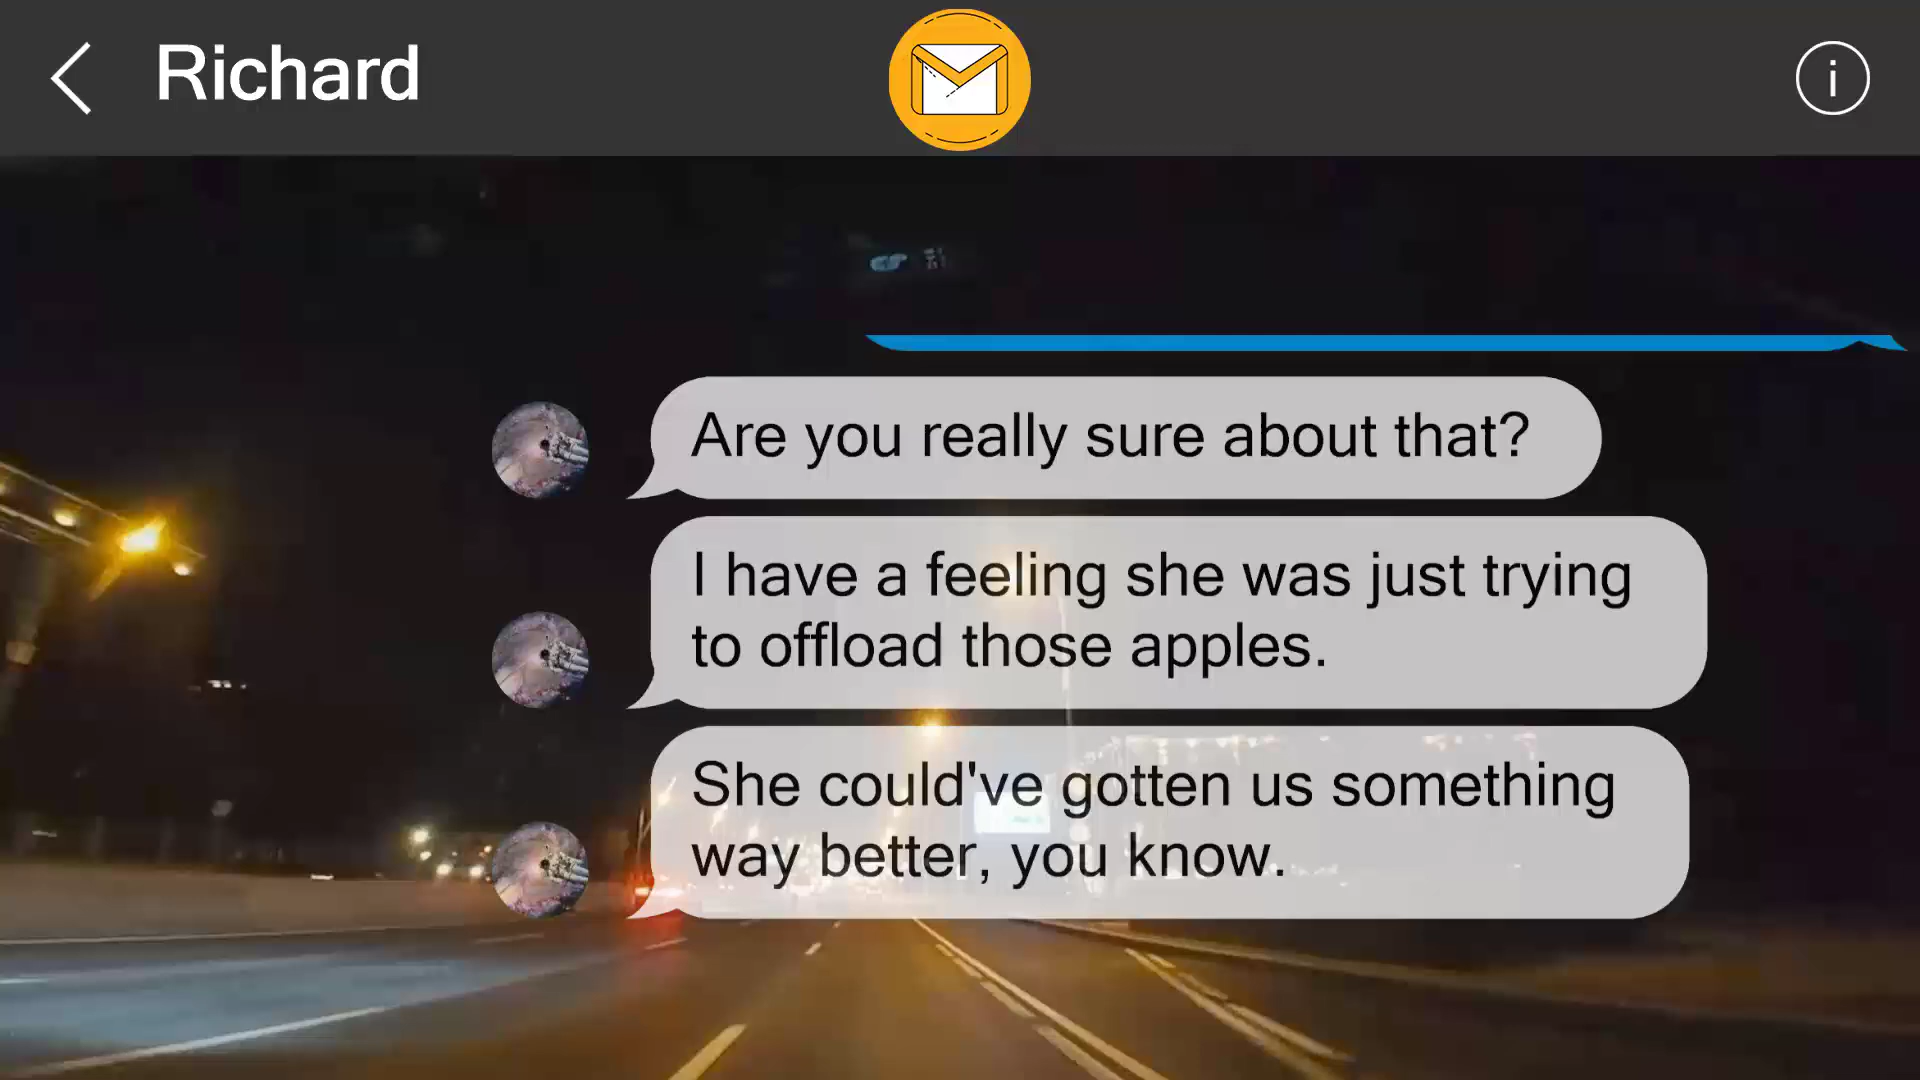 Richard
Are you really sure about that?
I have a feeling she was just trying
to offload those apples.
She could've gotten us something
way better, you know.